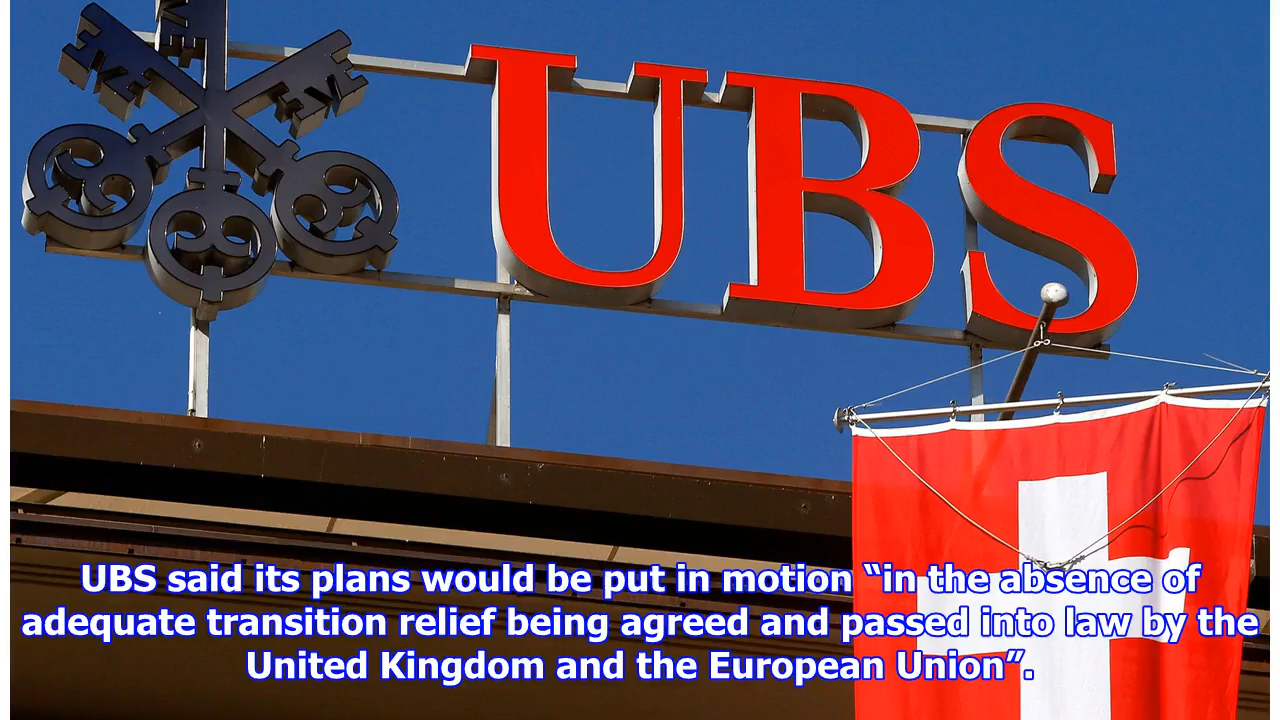 UBS
UBS said its plans would be put in motion “in the absence of
adequate transition relief being agreed and passed into law by the
United Kingdom and the European Union”.